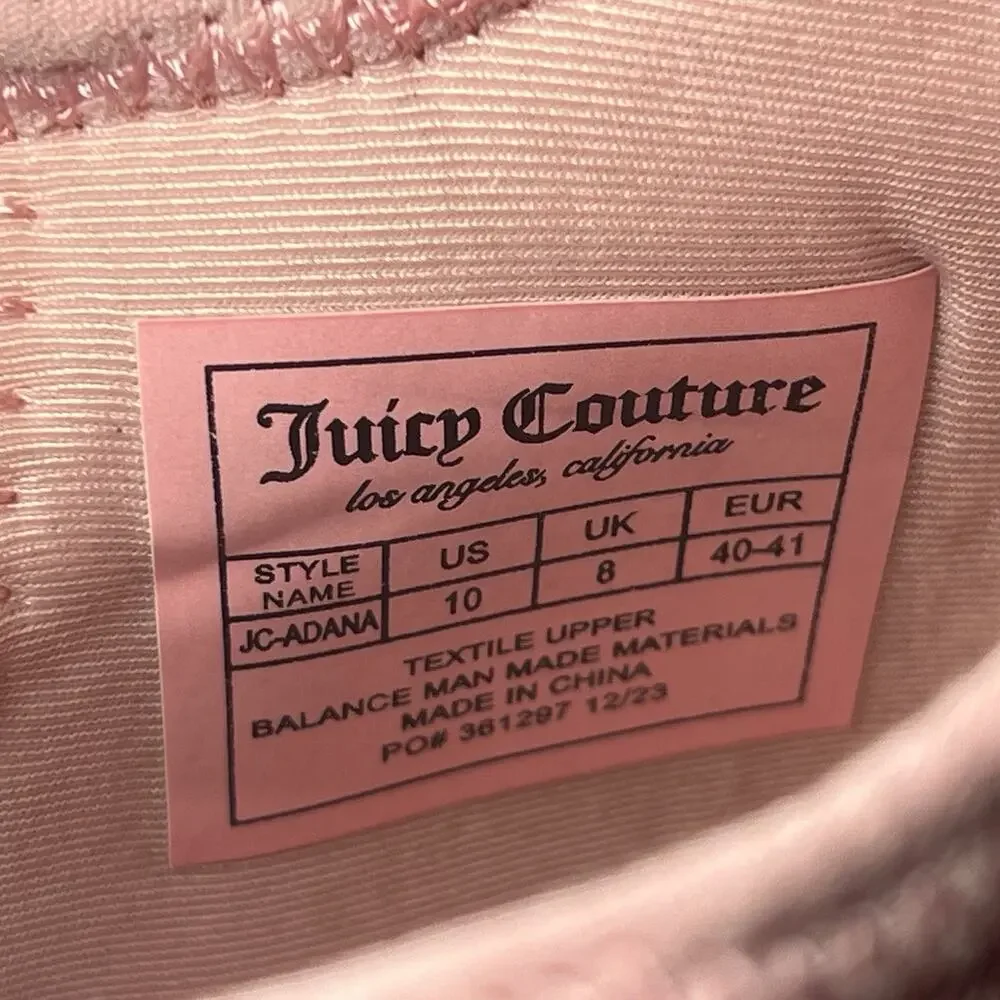 Juicy Couture
los angeles, california
STYLE NAME US UK EUR
JC-ADANA 10 8 40-41
TEXTILE UPPER
BALANCE MAN MADE MATERIALS
MADE IN CHINA
PO# 361297 12/23